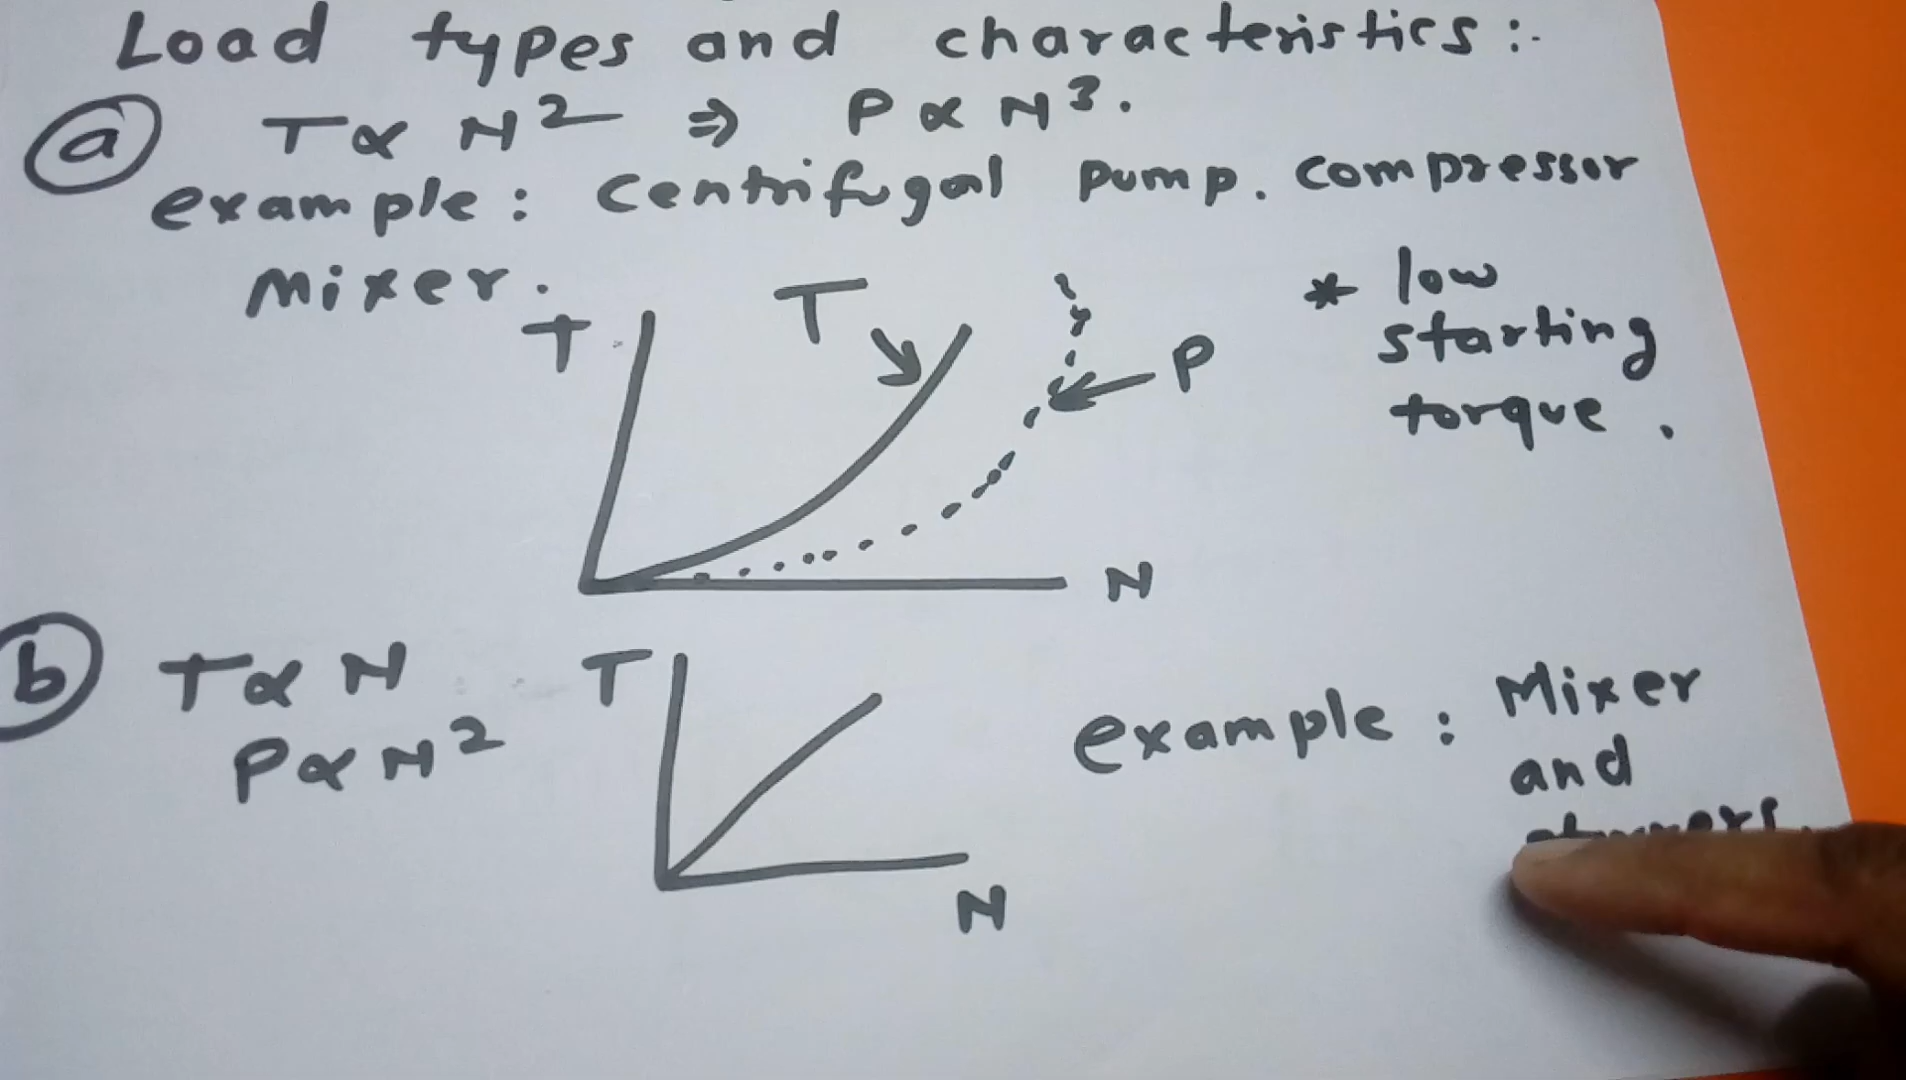 Load types and characteristics :-
(a) T ∝ N² ⇒ P ∝ N³.
example : centrifugal pump. compressor
mixer.
T
T
P
N
* low
starting
torque.
(b) T ∝ N
P ∝ N²
T
N
example : Mixer
and